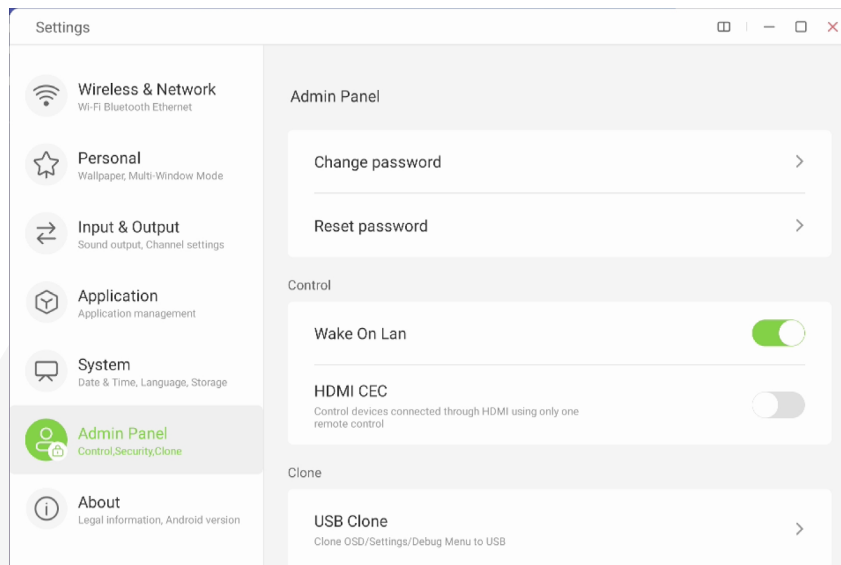 Settings
Wireless & Network
Wi-Fi Bluetooth Ethernet
Personal
Wallpaper, Multi-Window Mode
Input & Output
Sound output, Channel settings
Application
Application management
System
Date & Time, Language, Storage
Admin Panel
Control,Security,Clone
About
Legal information, Android version
Admin Panel
Change password
Reset password
Control
Wake On Lan
HDMI CEC
Control devices connected through HDMI using only one
remote control
Clone
USB Clone
Clone OSD/Settings/Debug Menu to USB